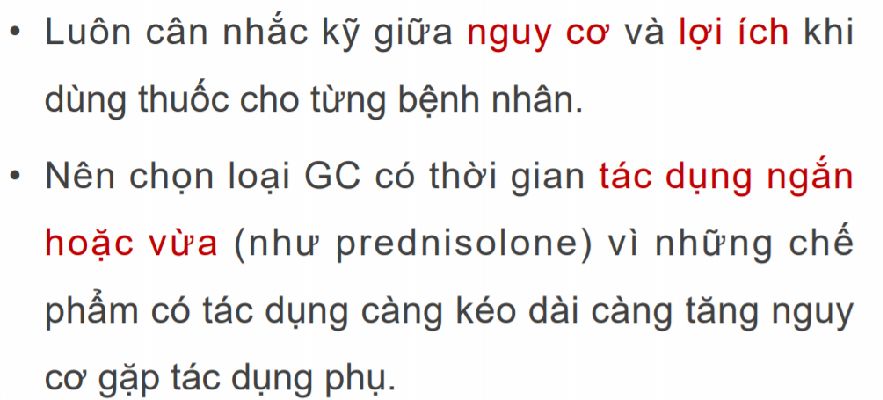 • Luôn cân nhắc kỹ giữa nguy cơ và lợi ích khi
dùng thuốc cho từng bệnh nhân.
• Nên chọn loại GC có thời gian tác dụng ngắn
hoặc vừa (như prednisolone) vì những chế
phẩm có tác dụng càng kéo dài càng tăng nguy
cơ gặp tác dụng phụ.